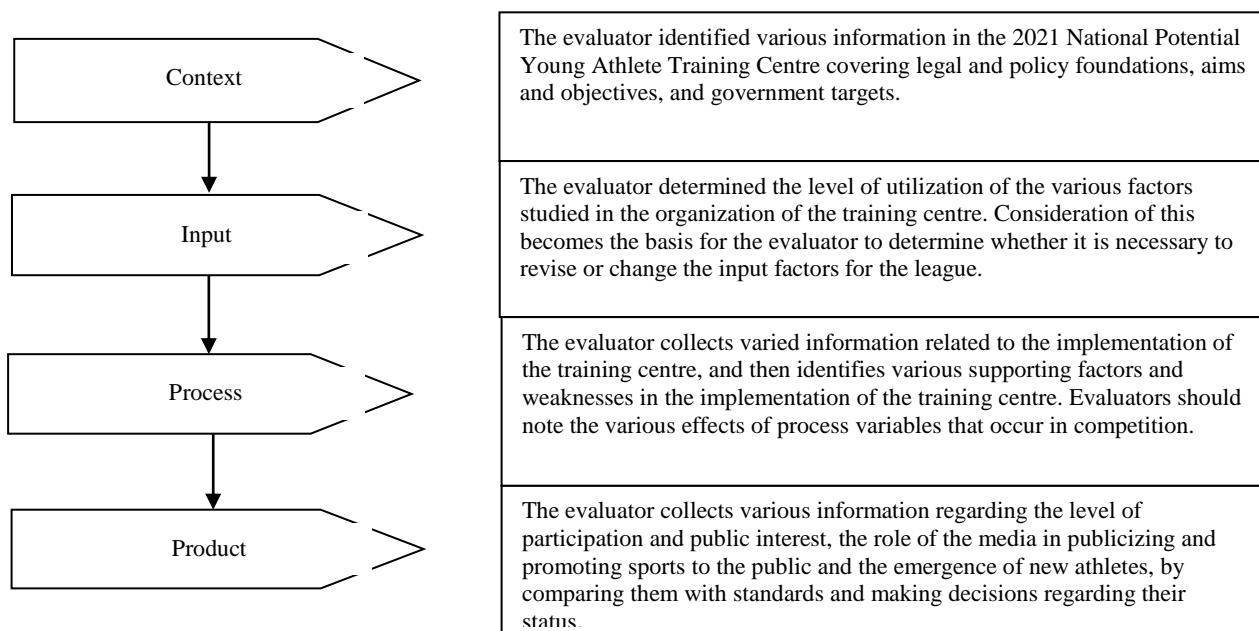 Context
The evaluator identified various information in the 2021 National Potential
Young Athlete Training Centre covering legal and policy foundations, aims
and objectives, and government targets.
Input
The evaluator determined the level of utilization of the various factors
studied in the organization of the training centre. Consideration of this
becomes the basis for the evaluator to determine whether it is necessary to
revise or change the input factors for the league.
Process
The evaluator collects varied information related to the implementation of
the training centre, and then identifies various supporting factors and
weaknesses in the implementation of the training centre. Evaluators should
note the various effects of process variables that occur in competition.
Product
The evaluator collects various information regarding the level of
participation and public interest, the role of the media in publicizing and
promoting sports to the public and the emergence of new athletes, by
comparing them with standards and making decisions regarding their
status.